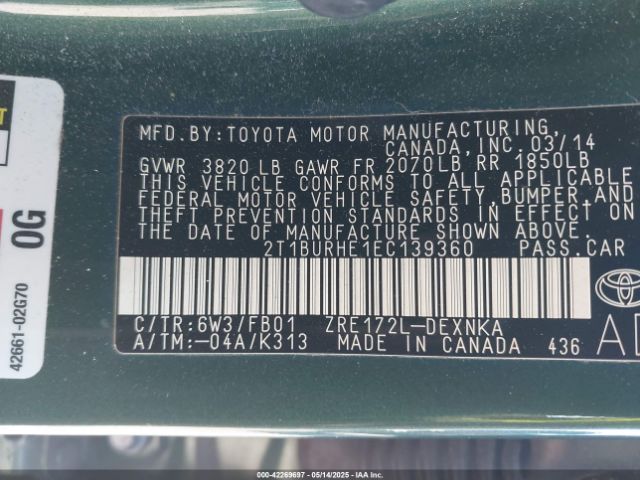 MFD.BY:TOYOTA MOTOR MANUFACTURING,
CANADA,INC.03/14
GVWR 3820 LB GAWR FR 2070LB, RR 1850LB
THIS VEHICLE CONFORMS TO ALL APPLICABLE
FEDERAL MOTOR VEHICLE SAFETY,BUMPER,AND
THEFT PREVENTION STANDARDS IN EFFECT ON
THE DATE OF MANUFACTURE SHOWN ABOVE.
2T1BURHE1EC139360 PASS.CAR
C/TR:6W3/FB01 ZRE172L-DEXNKA
A/TM:-04A/K313 MADE IN CANADA 436
0G
42661-02G70
000-42269697 - 05/14/2025 - IAA Inc.